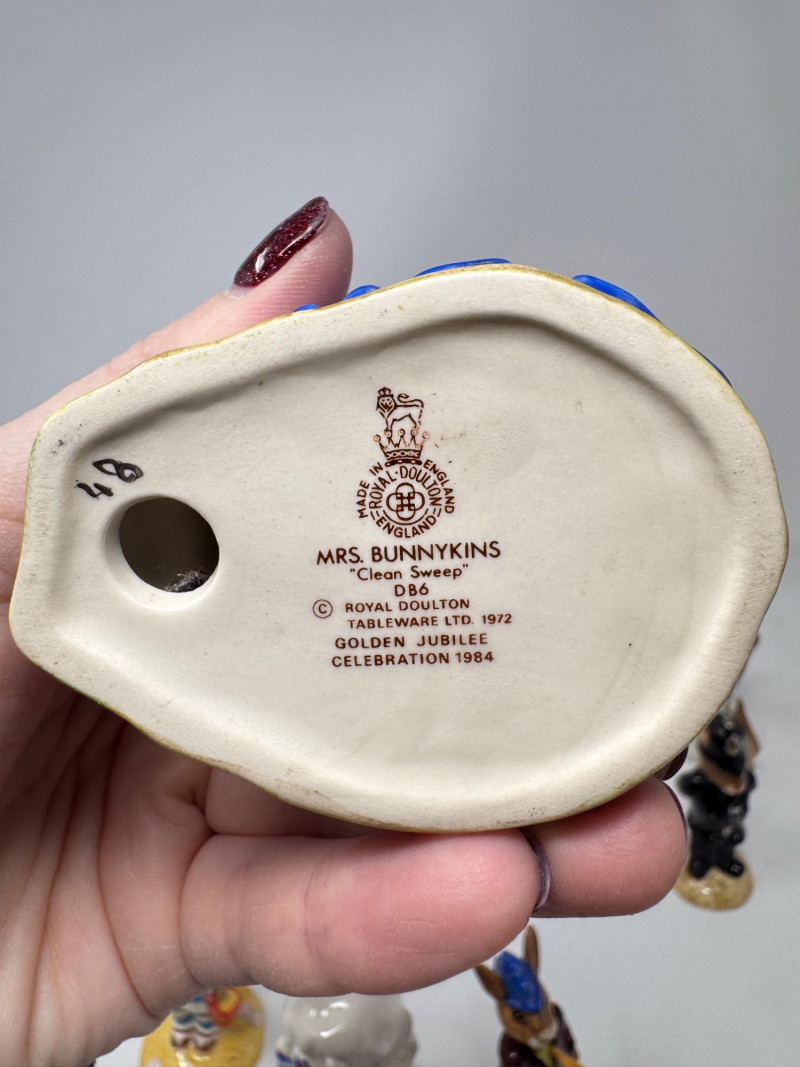 MADE IN ENGLAND
ROYAL·DOULTON
ENGLAND
MRS. BUNNYKINS
"Clean Sweep"
DB6
© ROYAL DOULTON
TABLEWARE LTD. 1972
GOLDEN JUBILEE
CELEBRATION 1984
48